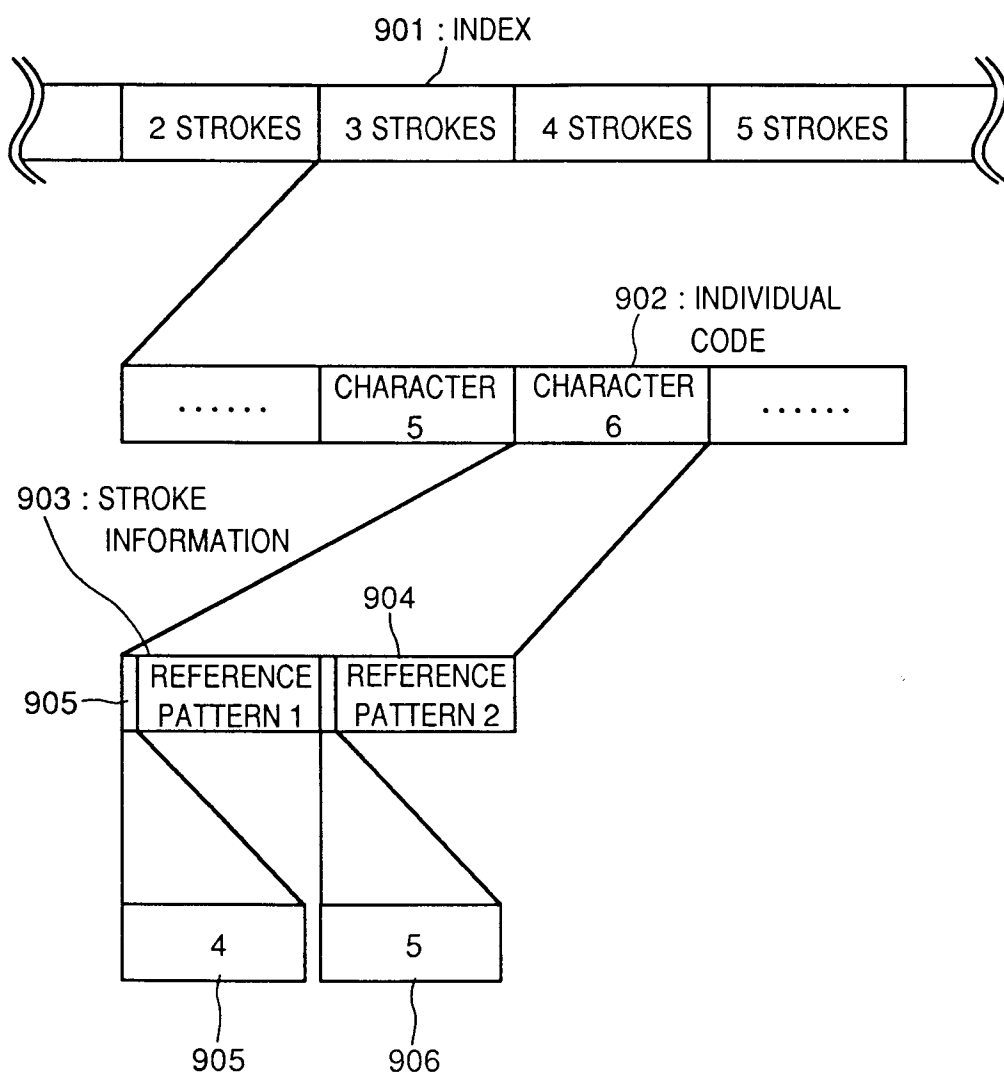 901 : INDEX
2 STROKES 3 STROKES 4 STROKES 5 STROKES
902 : INDIVIDUAL
CODE
...... CHARACTER CHARACTER ......
5 6
903 : STROKE
INFORMATION
904
905 REFERENCE REFERENCE
PATTERN 1 PATTERN 2
4 5
905 906